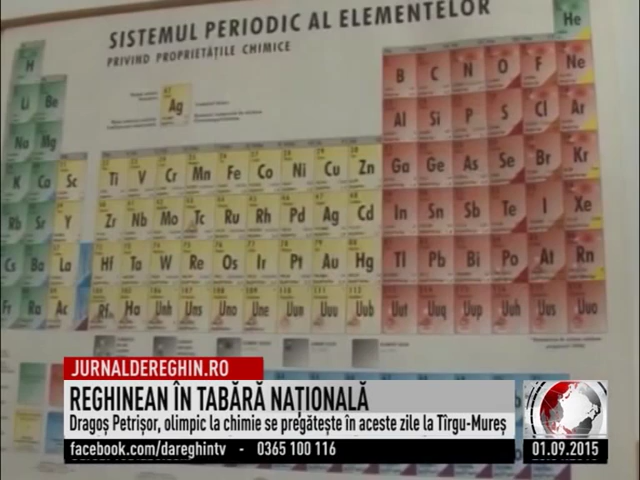 SISTEMUL PERIODIC AL ELEMENTELOR
PRIVIND PROPRIETĂȚILE CHIMICE
H He
Li Be B C N O F Ne
Na Mg Ag Al Si P S Cl Ar
K Ca Sc Ti V Cr Mn Fe Co Ni Cu Zn Ga Ge As Se Br Kr
Rb Sr Y Zr Nb Mo Tc Ru Rh Pd Ag Cd In Sn Sb Te I Xe
Cs Ba La Hf Ta W Re Os Ir Pt Au Hg Tl Pb Bi Po At Rn
Fr Ra Ac Rf Ha Unh Uns Uno Une Uun Uuu Uub Uut Uuq Uup Uuh Uus Uuo
JURNALDEREGHIN.RO
REGHINEAN ÎN TABĂRĂ NAȚIONALĂ
Dragoș Petrișor, olimpic la chimie se pregătește în aceste zile la Tîrgu-Mureș
facebook.com/dareghintv - 0365 100 116
01.09.2015